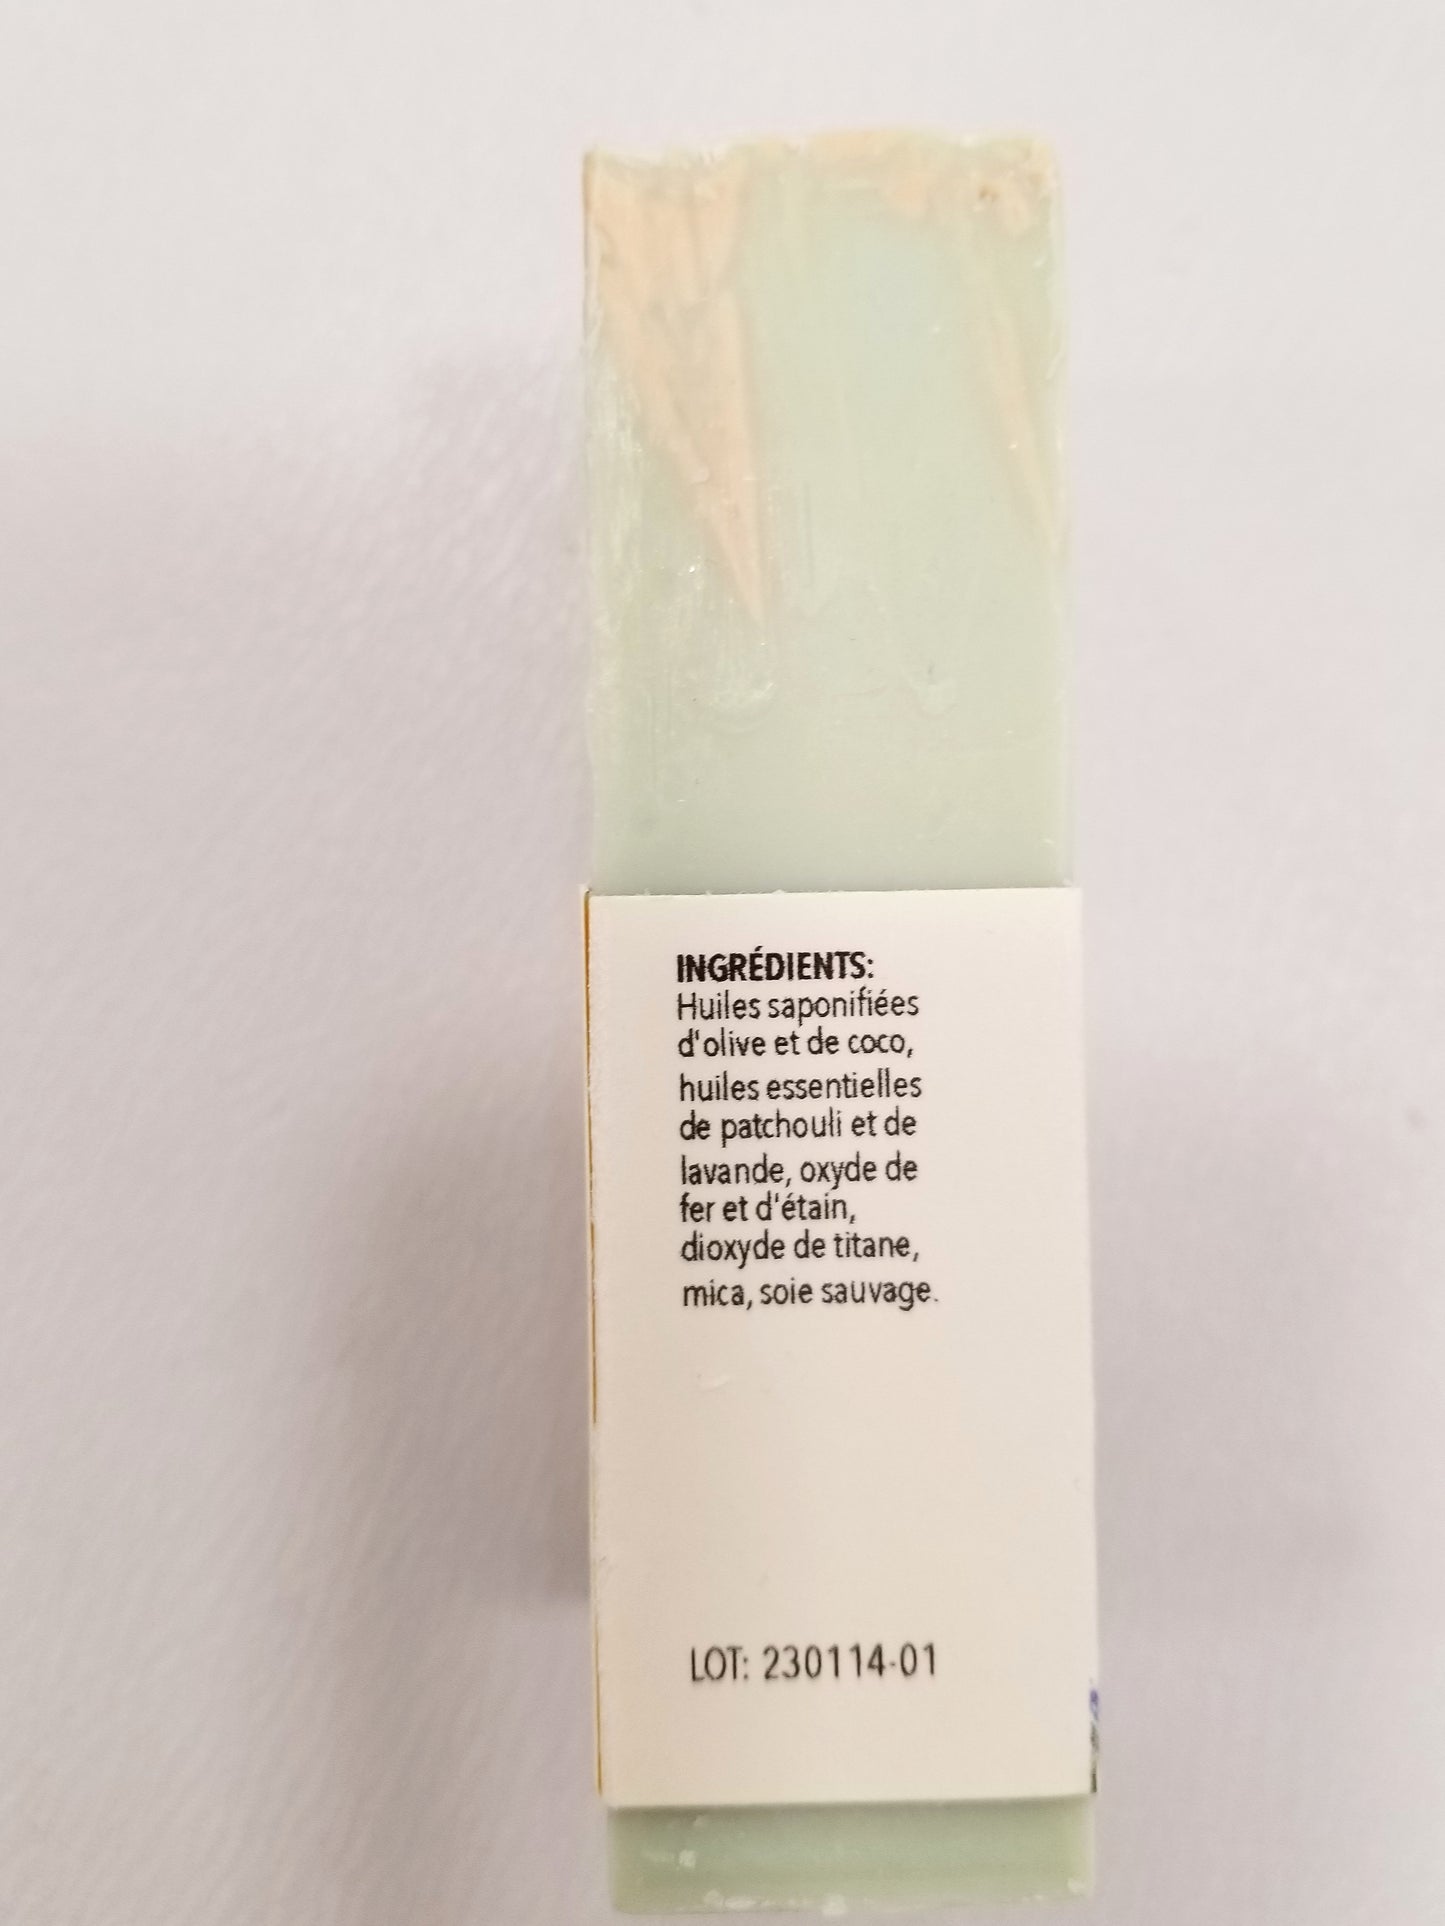 INGRÉDIENTS:
Huiles saponifiées
d'olive et de coco,
huiles essentielles
de patchouli et de
lavande, oxyde de
fer et d'étain,
dioxyde de titane,
mica, soie sauvage.
LOT: 230114-01